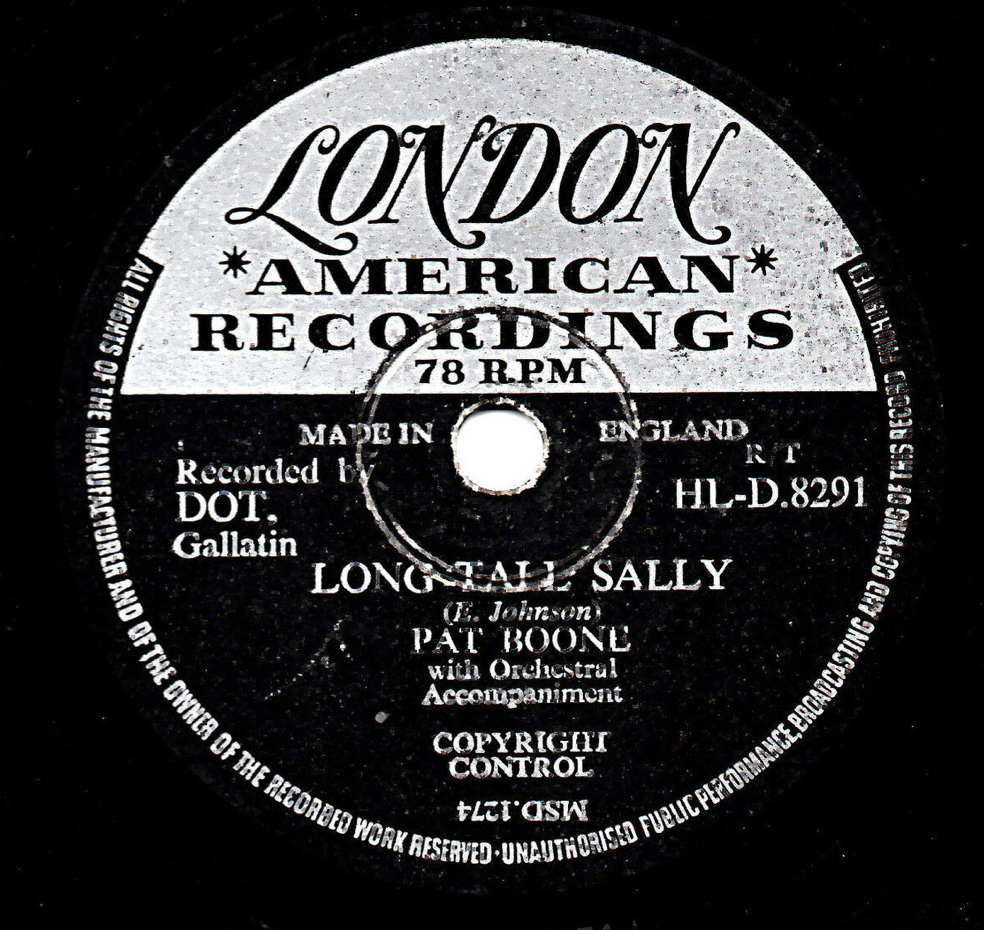 LONDON
*AMERICAN*
RECORDINGS
78 R.P.M
MADE IN ENGLAND
R/T
Recorded by
DOT,
Gallatin
HL-D.8291
LONG TALL SALLY
(E. Johnson)
PAT BOONE
with Orchestral
Accompaniment
COPYRIGHT
CONTROL
MSD.1274
ALL RIGHTS OF THE MANUFACTURER AND OF THE OWNER OF THE RECORDED WORK RESERVED · UNAUTHORISED PUBLIC PERFORMANCE, BROADCASTING AND COPYING OF THIS RECORD PROHIBITED